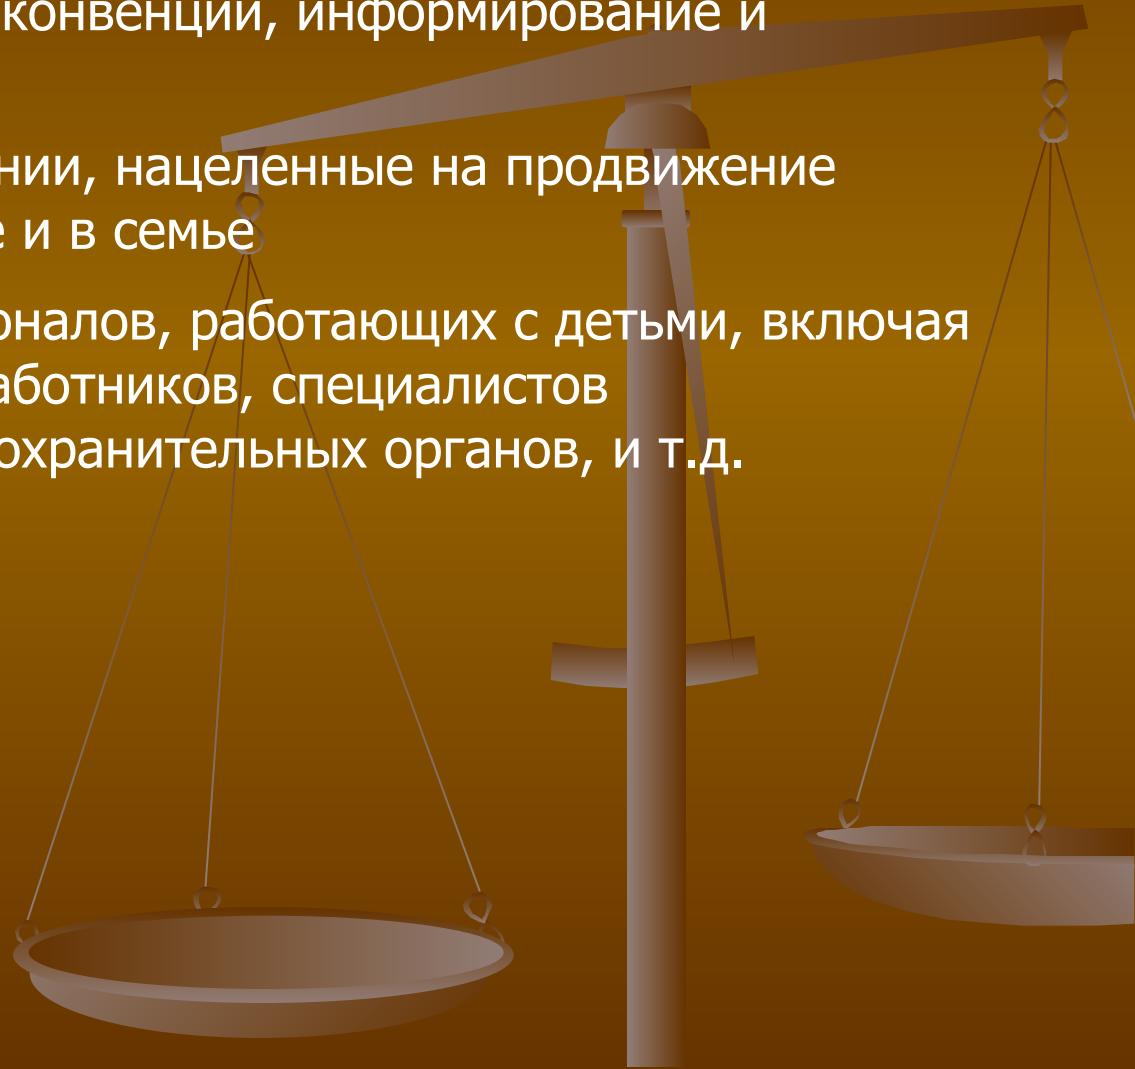 конвенции, информирование и
нии, нацеленные на продвижение
е и в семье
оналов, работающих с детьми, включая
аботников, специалистов
охранительных органов, и т.д.